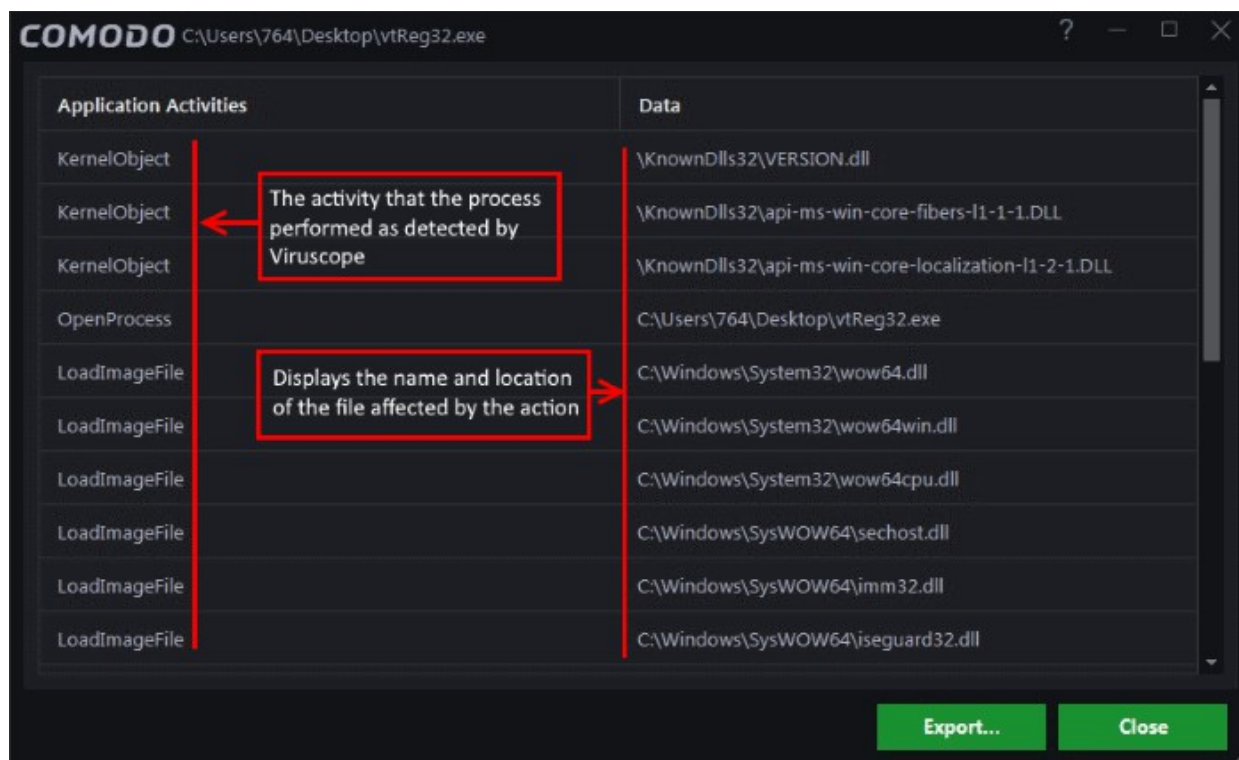 COMODO C:\Users\764\Desktop\vtReg32.exe ?
Application Activities Data
KernelObject \KnownDlls32\VERSION.dll
The activity that the process
performed as detected by
Viruscope
KernelObject \KnownDlls32\api-ms-win-core-fibers-l1-1-1.DLL
KernelObject \KnownDlls32\api-ms-win-core-localization-l1-2-1.DLL
OpenProcess C:\Users\764\Desktop\vtReg32.exe
LoadImageFile C:\Windows\System32\wow64.dll
Displays the name and location
of the file affected by the action
LoadImageFile C:\Windows\System32\wow64win.dll
LoadImageFile C:\Windows\System32\wow64cpu.dll
LoadImageFile C:\Windows\SysWOW64\sechost.dll
LoadImageFile C:\Windows\SysWOW64\imm32.dll
LoadImageFile C:\Windows\SysWOW64\iseguard32.dll
Export... Close